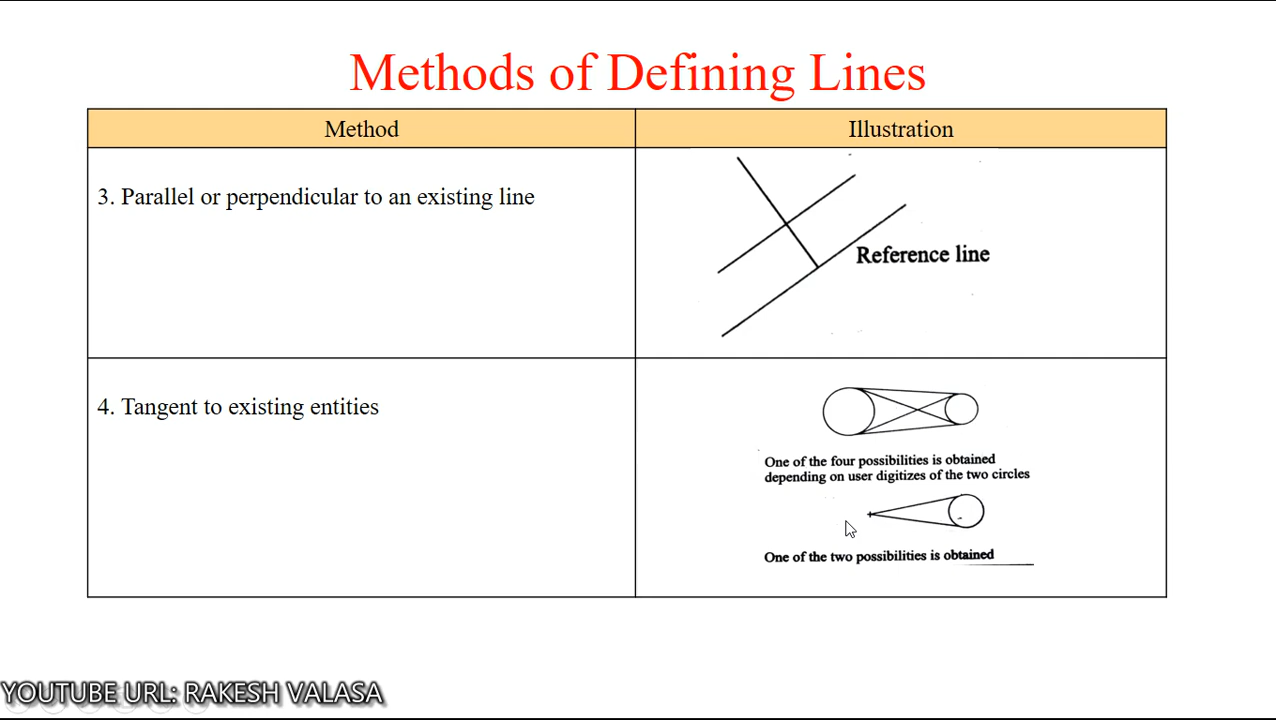 Methods of Defining Lines
Method
Illustration
3. Parallel or perpendicular to an existing line
Reference line
4. Tangent to existing entities
One of the four possibilities is obtained
depending on user digitizes of the two circles
One of the two possibilities is obtained
YOUTUBE URL: RAKESH VALASA